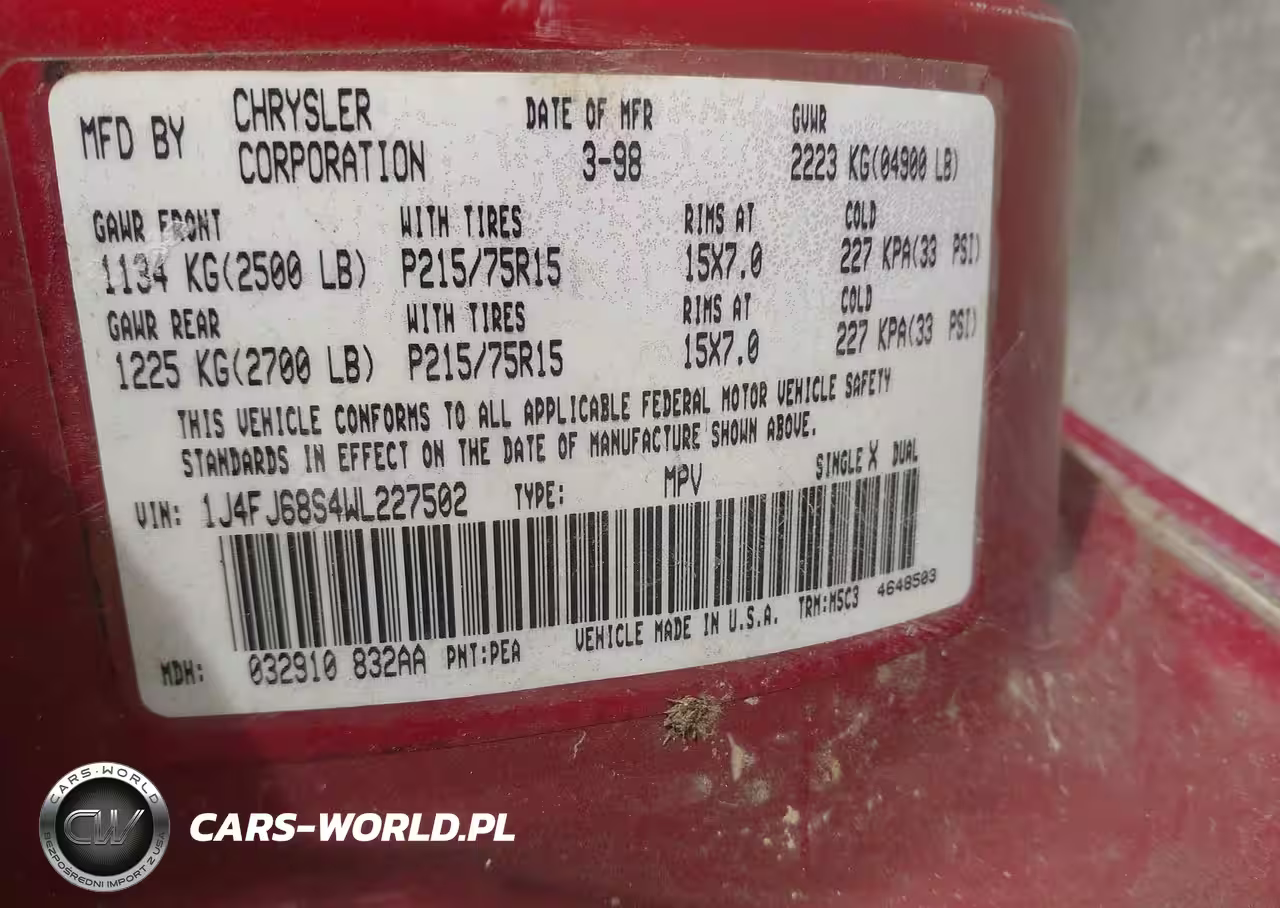 MFD BY CHRYSLER CORPORATION DATE OF MFR 3-98 GVWR 2223 KG(04900 LB)
GAWR FRONT WITH TIRES RIMS AT COLD
1134 KG(2500 LB) P215/75R15 15X7.0 227 KPA(33 PSI)
GAWR REAR WITH TIRES RIMS AT COLD
1225 KG(2700 LB) P215/75R15 15X7.0 227 KPA(33 PSI)
THIS VEHICLE CONFORMS TO ALL APPLICABLE FEDERAL MOTOR VEHICLE SAFETY
STANDARDS IN EFFECT ON THE DATE OF MANUFACTURE SHOWN ABOVE.
VIN: 1J4FJ68S4WL227502 TYPE: MPV SINGLE X DUAL
MDH: 032910 832AA PNT:PEA VEHICLE MADE IN U.S.A. TRM:M5C3 4648503
CARS-WORLD
CW
BEZPOŚREDNI IMPORT Z USA
CARS-WORLD.PL